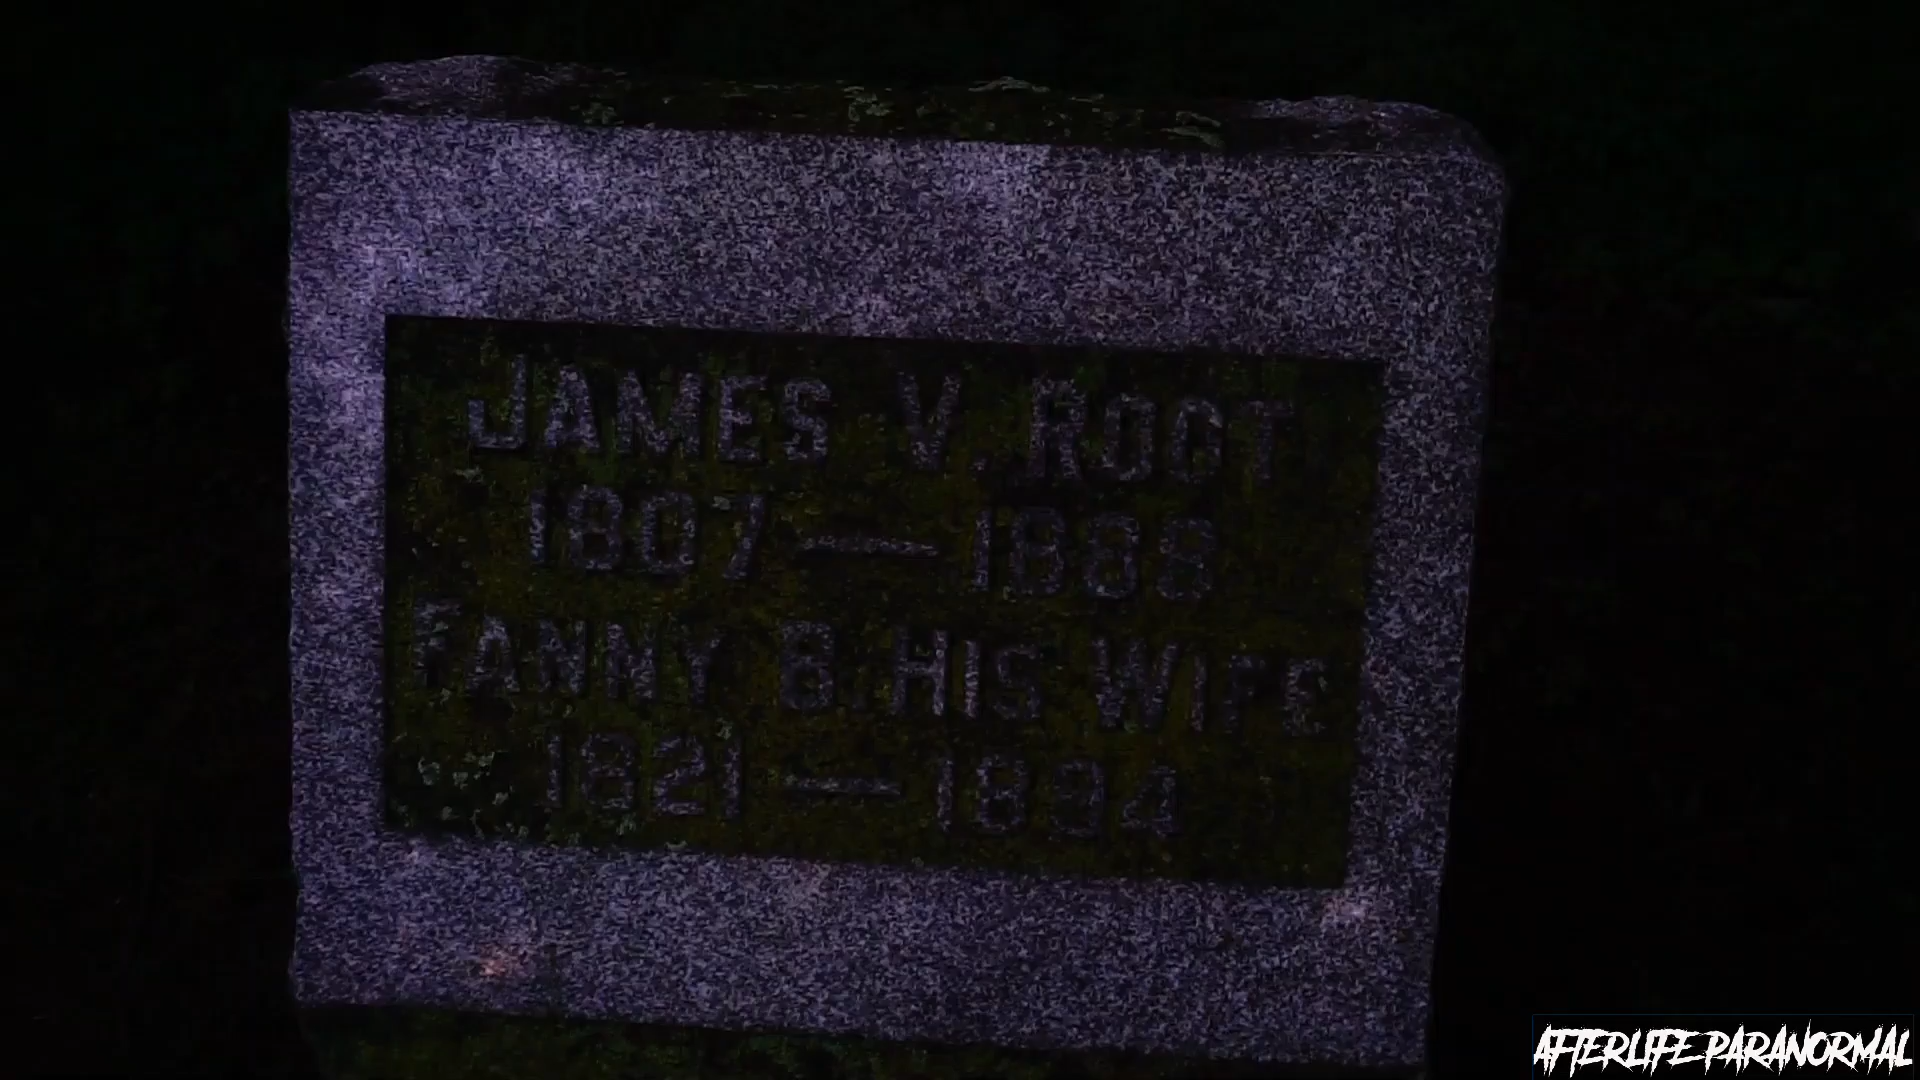 JAMES V. ROOT
1807 — 1888
FANNY B. HIS WIFE
1821 — 1894
AFTERLIFE PARANORMAL